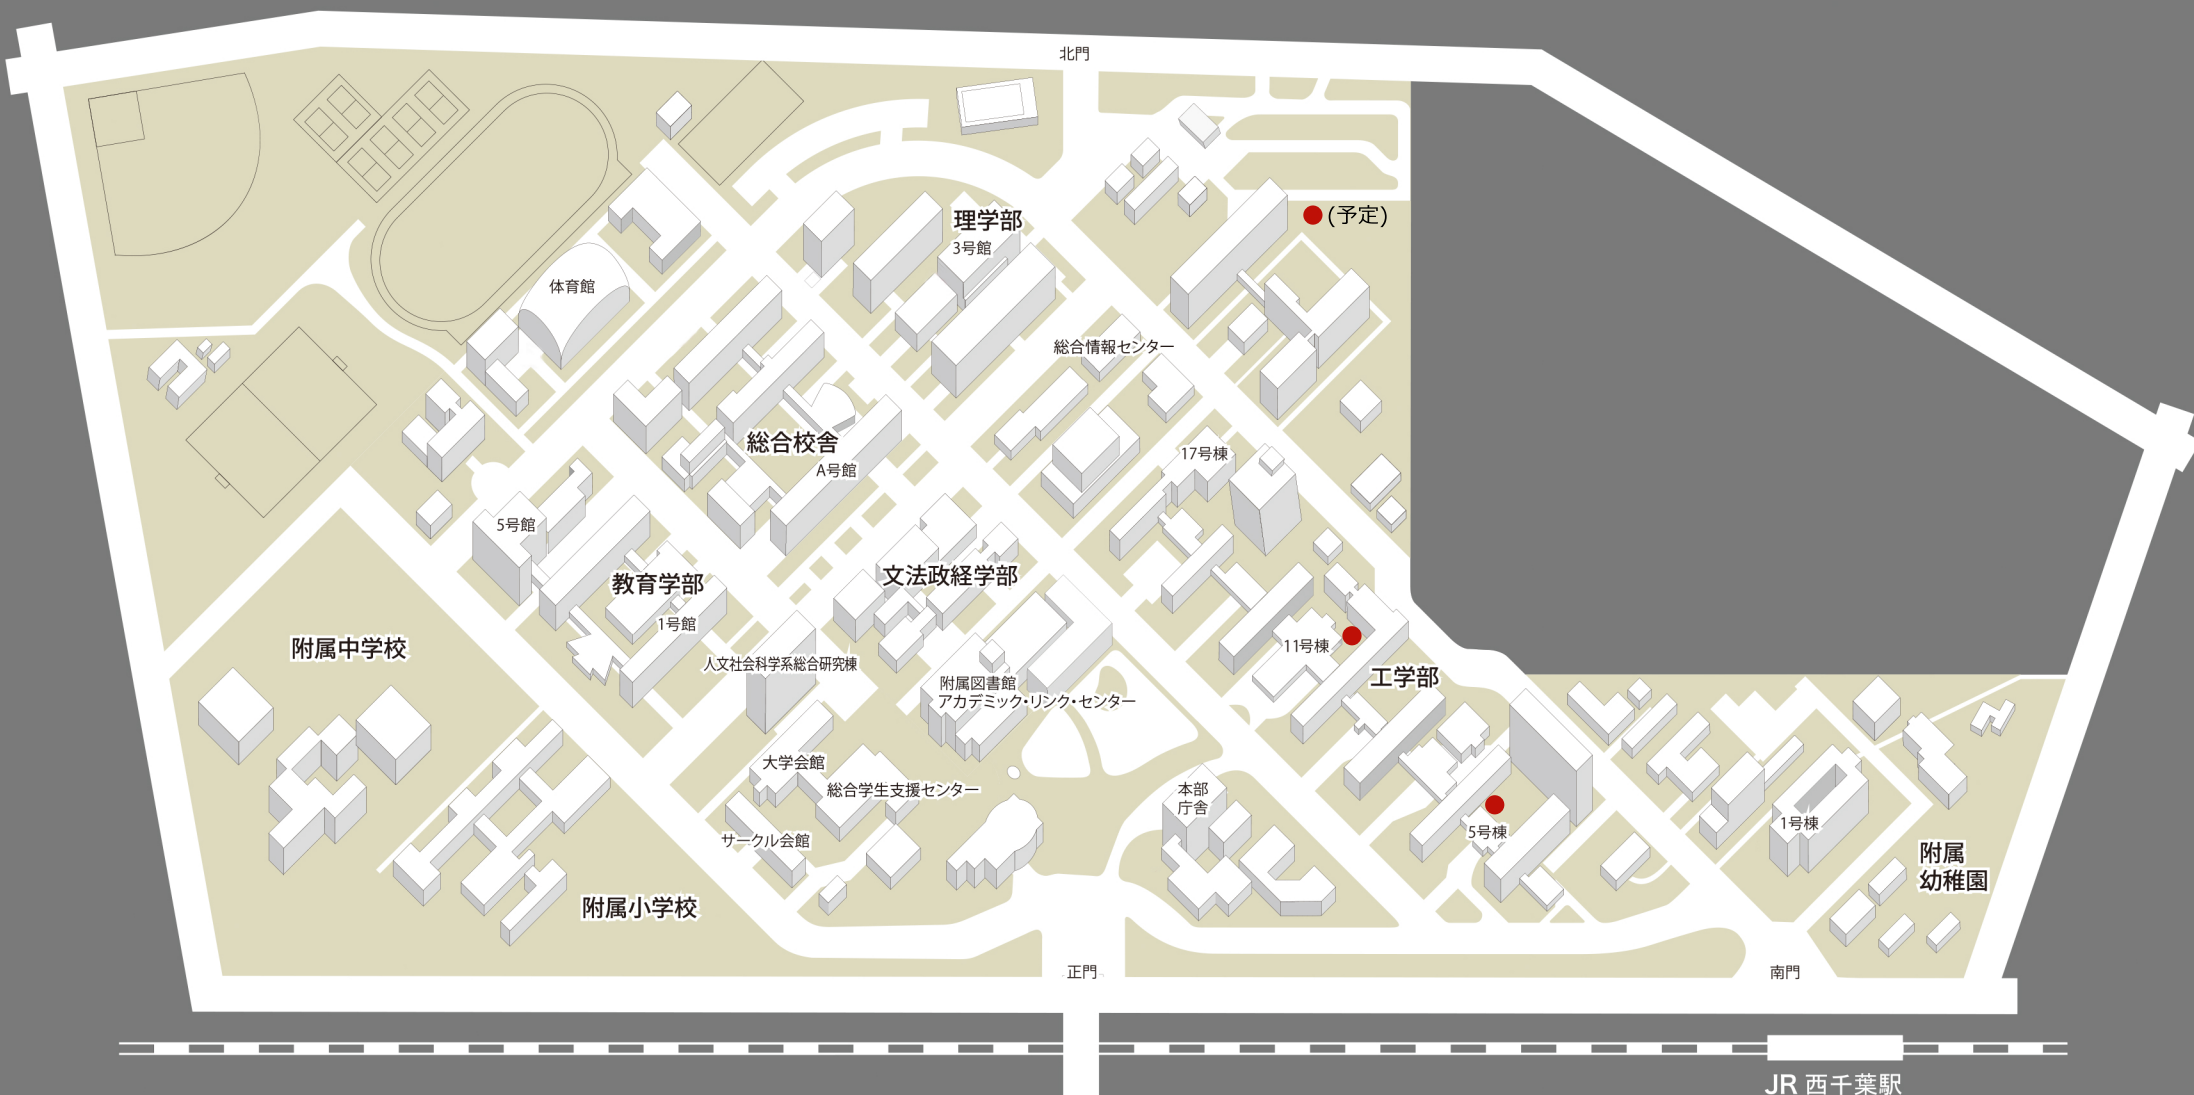 北門
理学部
3号館
(予定)
体育館
総合情報センター
総合校舎
A号館
17号棟
5号館
教育学部
1号館
文法政経学部
人文社会科学系総合研究棟
附属図書館
アカデミック・リンク・センター
11号棟
工学部
附属中学校
大学会館
総合学生支援センター
サークル会館
本部
庁舎
5号棟
1号棟
附属
幼稚園
附属小学校
正門
南門
JR 西千葉駅